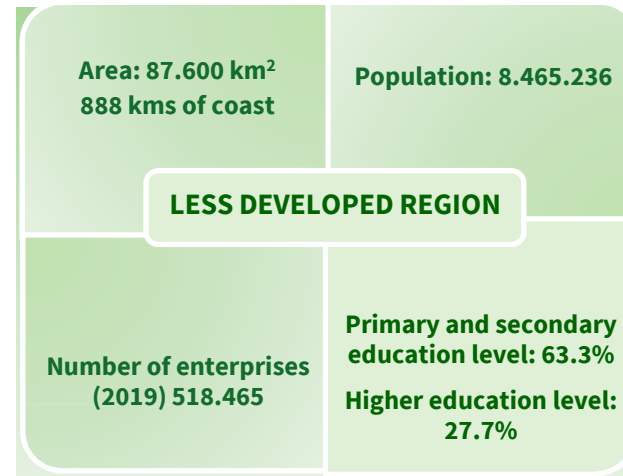 Area: 87.600 km²
888 kms of coast
Population: 8.465.236
LESS DEVELOPED REGION
Number of enterprises
(2019) 518.465
Primary and secondary
education level: 63.3%
Higher education level:
27.7%